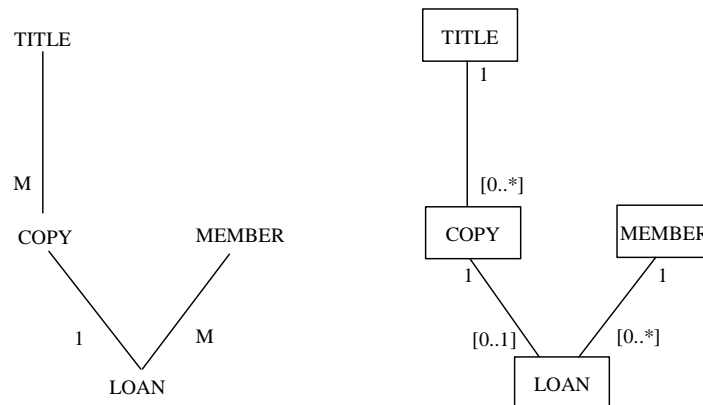 TITLE
M
COPY
MEMBER
1
M
LOAN
TITLE
1
[0..*]
COPY
MEMBER
1
1
[0..1]
[0..*]
LOAN